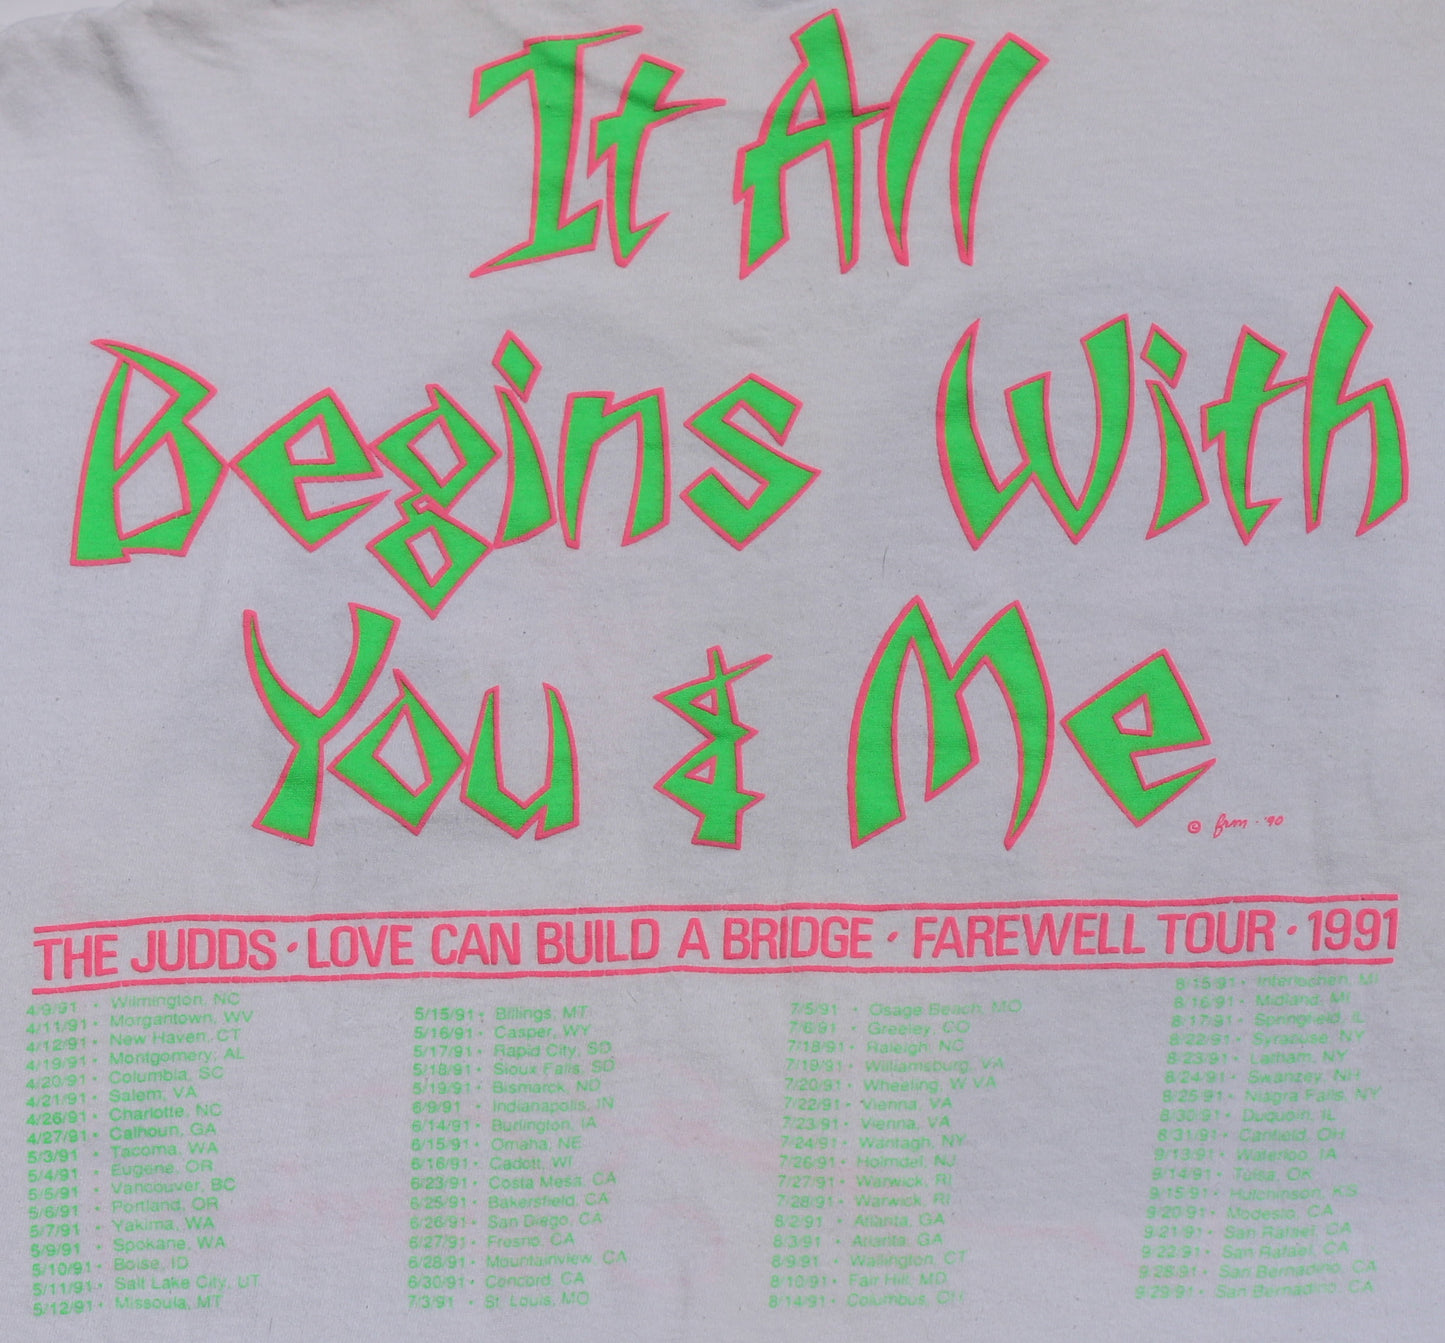 It All
Begins With
You & Me
© frm · '90
THE JUDDS · LOVE CAN BUILD A BRIDGE · FAREWELL TOUR · 1991
4/9/91 · Wilmington, NC
4/11/91 · Morgantown, WV
4/12/91 · New Haven, CT
4/19/91 · Montgomery, AL
4/20/91 · Columbia, SC
4/21/91 · Salem, VA
4/26/91 · Charlotte, NC
4/27/91 · Calhoun, GA
5/3/91 · Tacoma, WA
5/4/91 · Eugene, OR
5/5/91 · Vancouver, BC
5/6/91 · Portland, OR
5/7/91 · Yakima, WA
5/9/91 · Spokane, WA
5/10/91 · Boise, ID
5/11/91 · Salt Lake City, UT
5/12/91 · Missoula, MT
5/15/91 · Billings, MT
5/16/91 · Casper, WY
5/17/91 · Rapid City, SD
5/18/91 · Sioux Falls, SD
5/19/91 · Bismarck, ND
6/9/91 · Indianapolis, IN
6/14/91 · Burlington, IA
6/15/91 · Omaha, NE
6/16/91 · Cadott, WI
6/23/91 · Costa Mesa, CA
6/25/91 · Bakersfield, CA
6/26/91 · San Diego, CA
6/27/91 · Fresno, CA
6/28/91 · Mountainview, CA
6/30/91 · Concord, CA
7/3/91 · St. Louis, MO
7/5/91 · Osage Beach, MO
7/6/91 · Greeley, CO
7/18/91 · Raleigh, NC
7/19/91 · Williamsburg, VA
7/20/91 · Wheeling, W VA
7/22/91 · Vienna, VA
7/23/91 · Vienna, VA
7/24/91 · Wantagh, NY
7/26/91 · Holmdel, NJ
7/27/91 · Warwick, RI
7/28/91 · Warwick, RI
8/2/91 · Atlanta, GA
8/3/91 · Atlanta, GA
8/9/91 · Wallington, CT
8/10/91 · Fair Hill, MD
8/14/91 · Columbus, OH
8/15/91 · Interlochen, MI
8/16/91 · Midland, MI
8/17/91 · Springfield, IL
8/22/91 · Syracuse, NY
8/23/91 · Latham, NY
8/24/91 · Swanzey, NH
8/25/91 · Niagra Falls, NY
8/30/91 · Duquoin, IL
8/31/91 · Canfield, OH
9/13/91 · Waterloo, IA
9/14/91 · Tulsa, OK
9/15/91 · Hutchinson, KS
9/20/91 · Modesto, CA
9/21/91 · San Rafael, CA
9/22/91 · San Rafael, CA
9/28/91 · San Bernadino, CA
9/29/91 · San Bernadino, CA